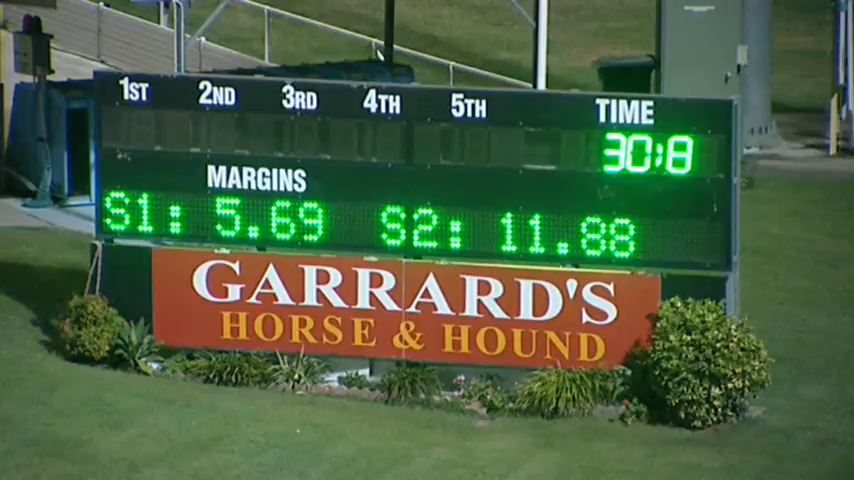 1ST 2ND 3RD 4TH 5TH TIME
30:8
MARGINS
S1: 5.69 S2: 11.88
GARRARD'S
HORSE & HOUND